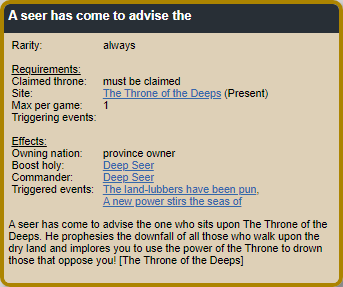 A seer has come to advise the
Rarity: always
Requirements:
Claimed throne: must be claimed
Site: The Throne of the Deeps (Present)
Max per game: 1
Triggering events:
Effects:
Owning nation: province owner
Boost holy: Deep Seer
Commander: Deep Seer
Triggered events: The land-lubbers have been pun,
A new power stirs the seas of
A seer has come to advise the one who sits upon The Throne of the
Deeps. He prophesies the downfall of all those who walk upon the
dry land and implores you to use the power of the Throne to drown
those that oppose you! [The Throne of the Deeps]